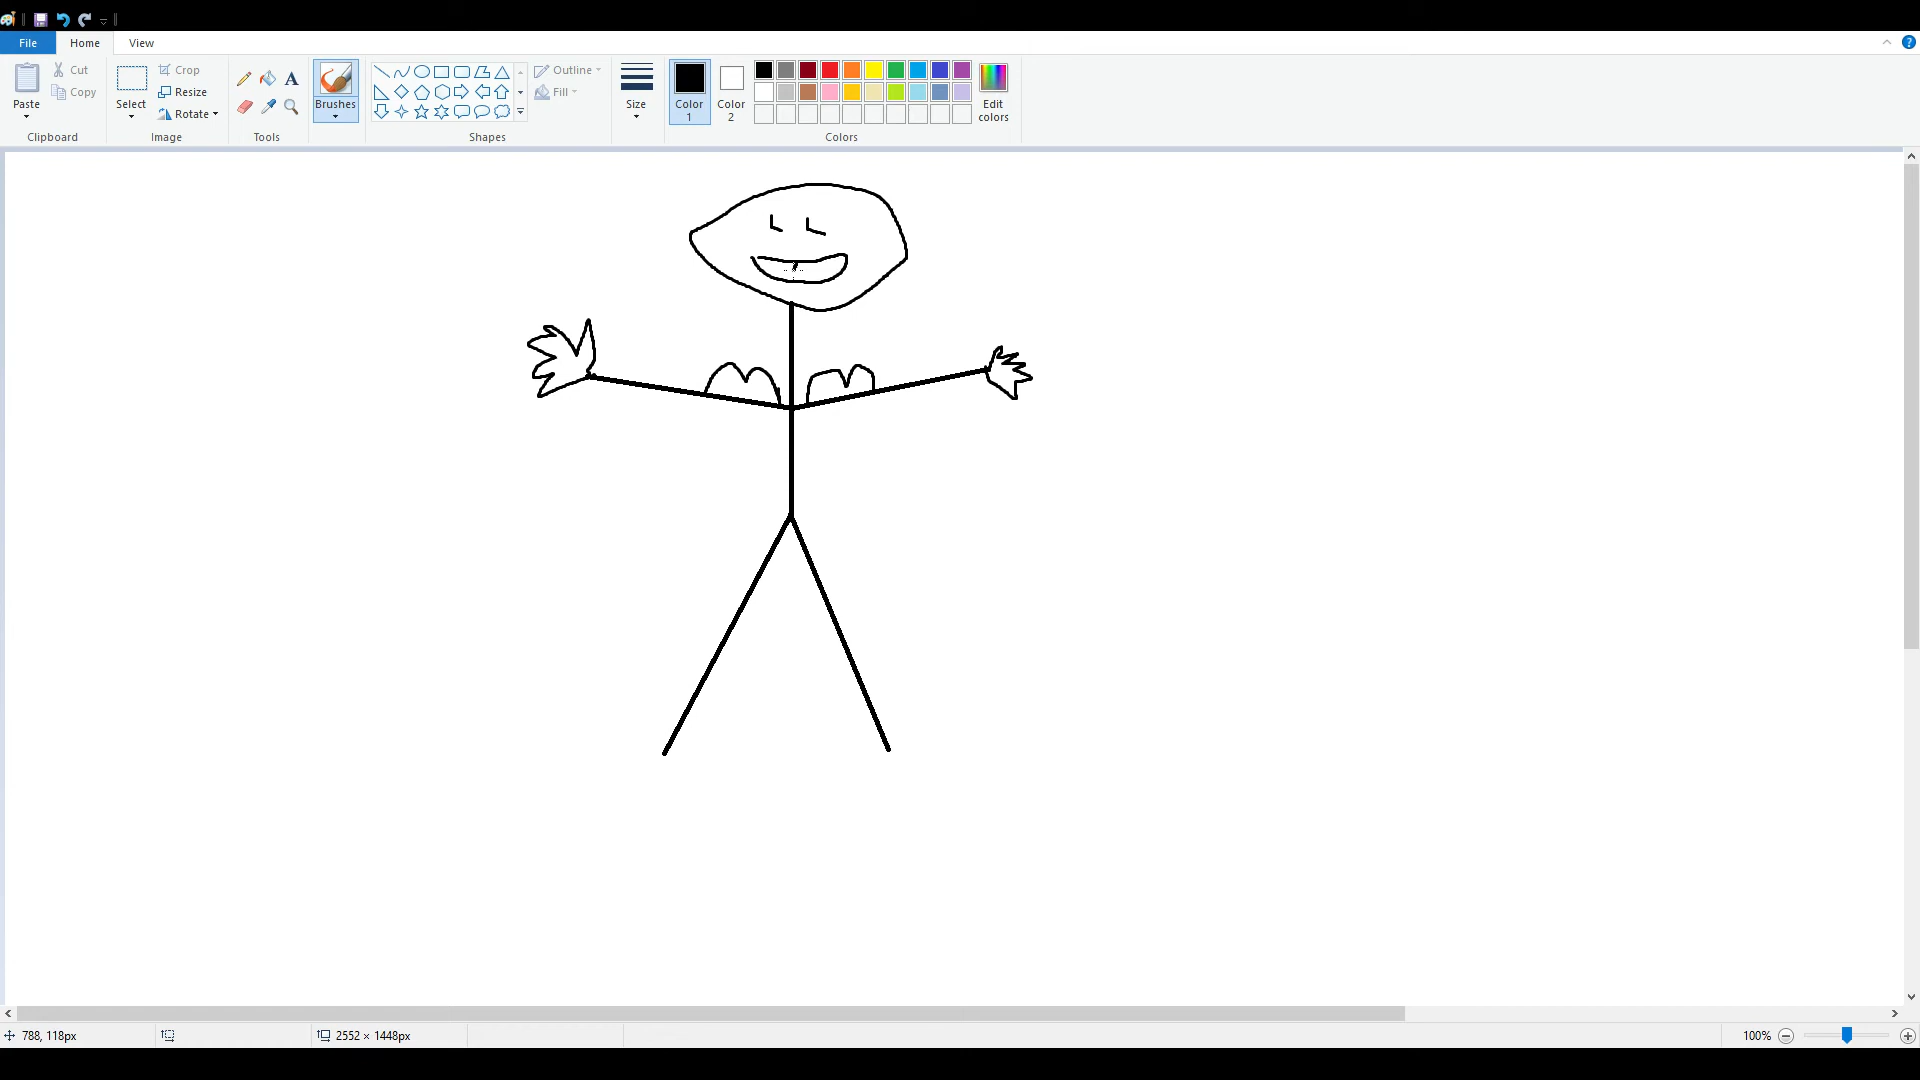 File Home View
Paste
Cut
Copy
Clipboard
Select
Crop
Resize
Rotate
Image
A
Tools
Brushes
Outline
Fill
Shapes
Size
Color
1
Color
2
Edit
colors
Colors
788, 118px
2552 × 1448px
100%